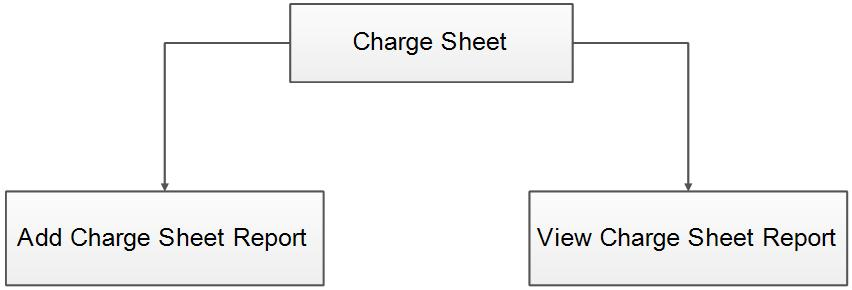 Charge Sheet
Add Charge Sheet Report
View Charge Sheet Report